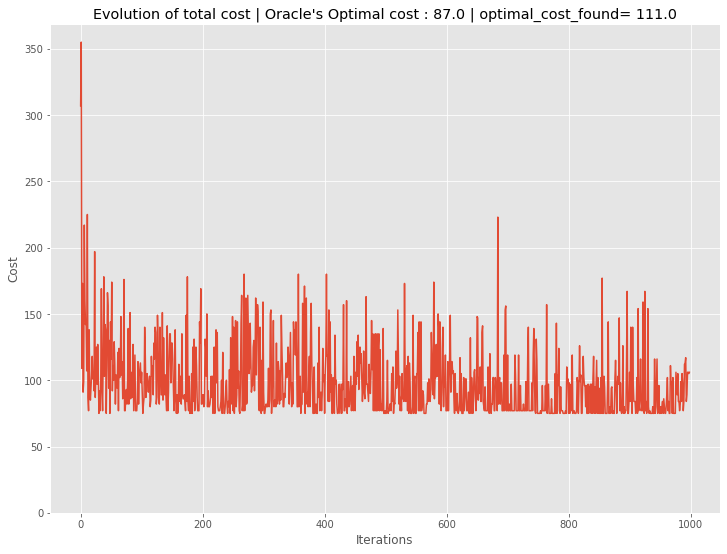 Evolution of total cost | Oracle's Optimal cost : 87.0 | optimal_cost_found= 111.0
350
300
250
200
150
100
50
0
Cost
0 200 400 600 800 1000
Iterations